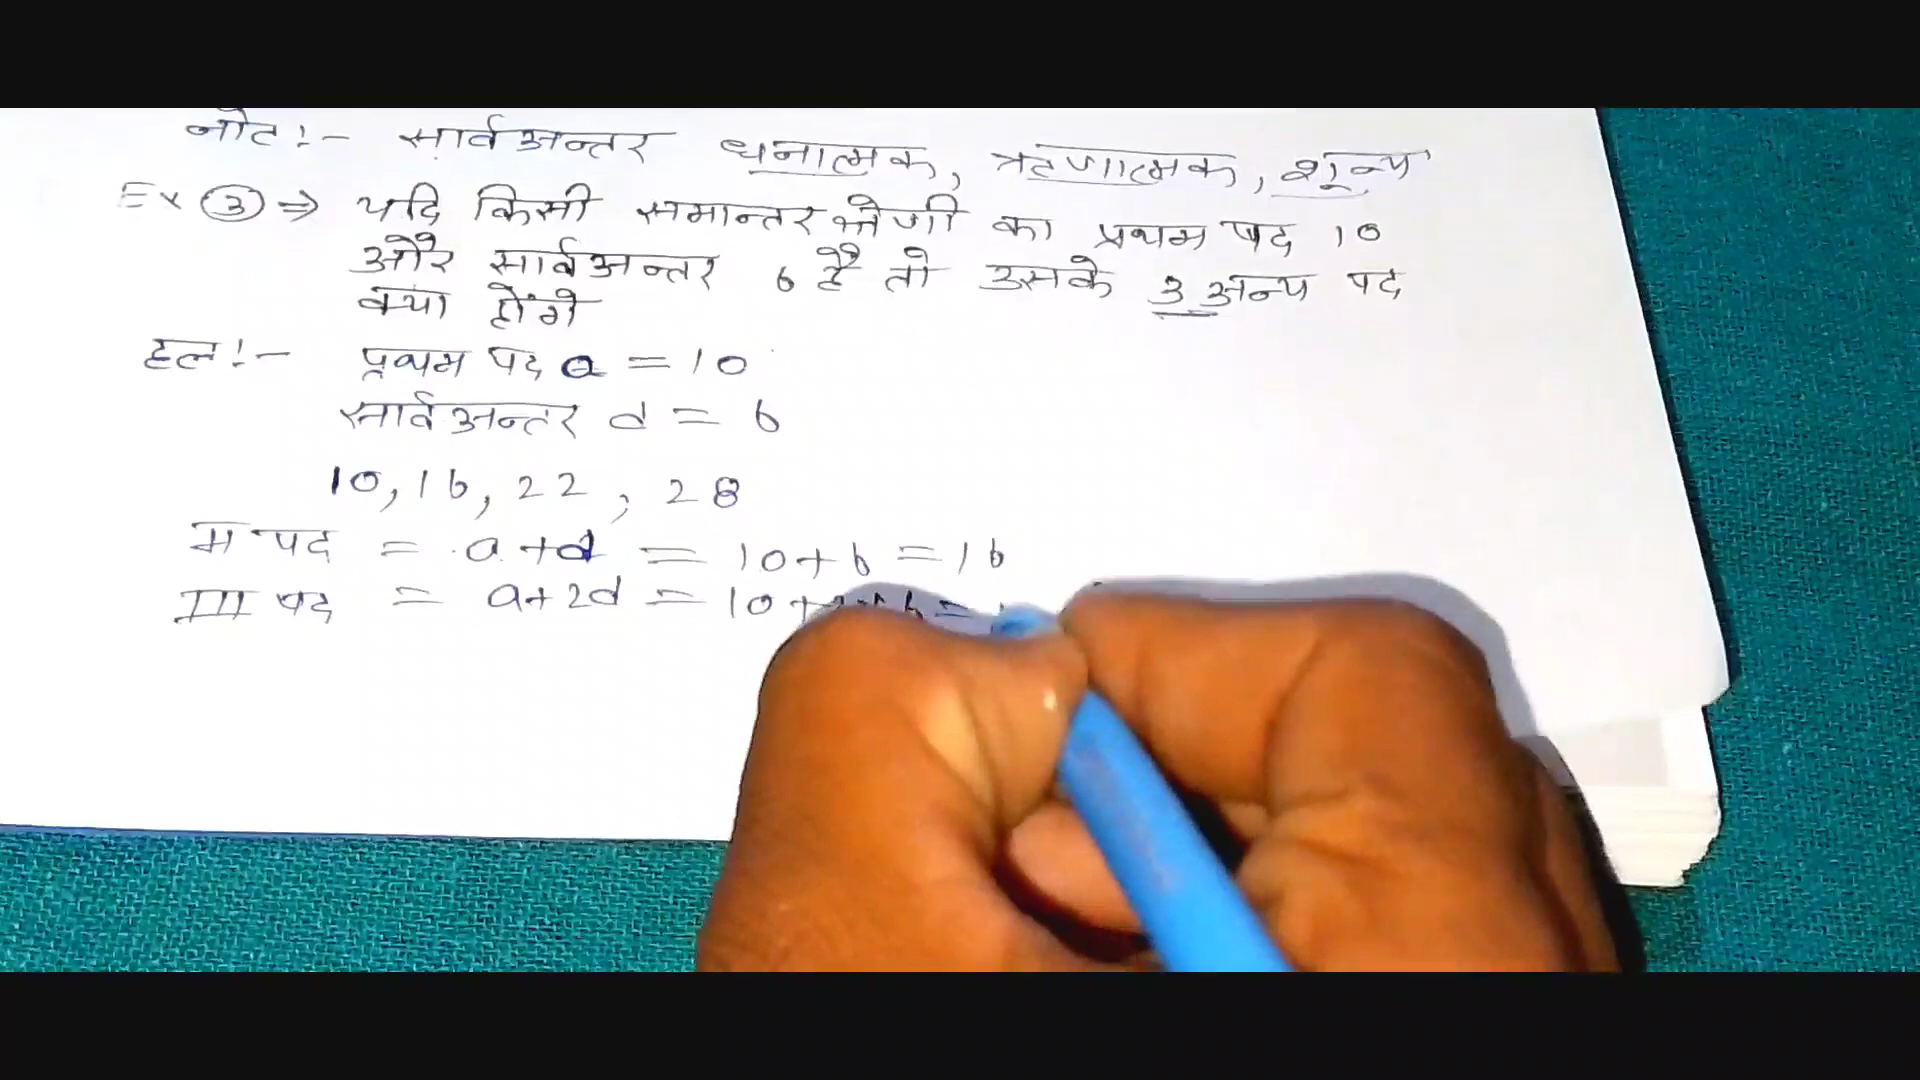 नोट:- सार्वअन्तर धनात्मक, ऋणात्मक, शून्य
Ex ③ ⇒ यदि किसी समान्तर श्रेणी का प्रथम पद 10
और सार्वअन्तर 6 है तो उसके 3 अन्य पद
क्या होंगे
हल:- प्रथम पद a = 10
सार्वअन्तर d = 6
10, 16, 22, 28
पद = a+d = 10+6 = 16
III पद = a+2d = 10+